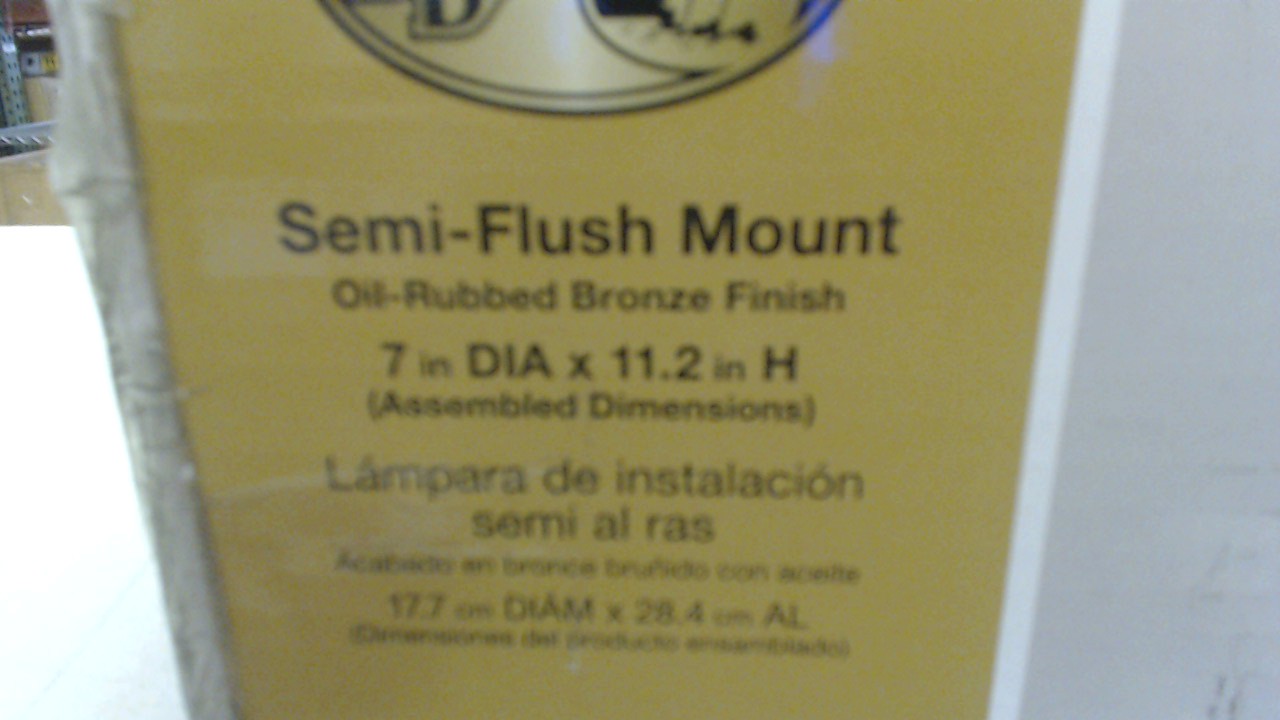 Semi-Flush Mount
Oil-Rubbed Bronze Finish
7 in DIA x 11.2 in H
(Assembled Dimensions)
Lámpara de instalación
semi al ras
Acabado en bronce bruñido con aceite
17.7 cm DIÁM x 28.4 cm AL
(Dimensiones del producto ensamblado)